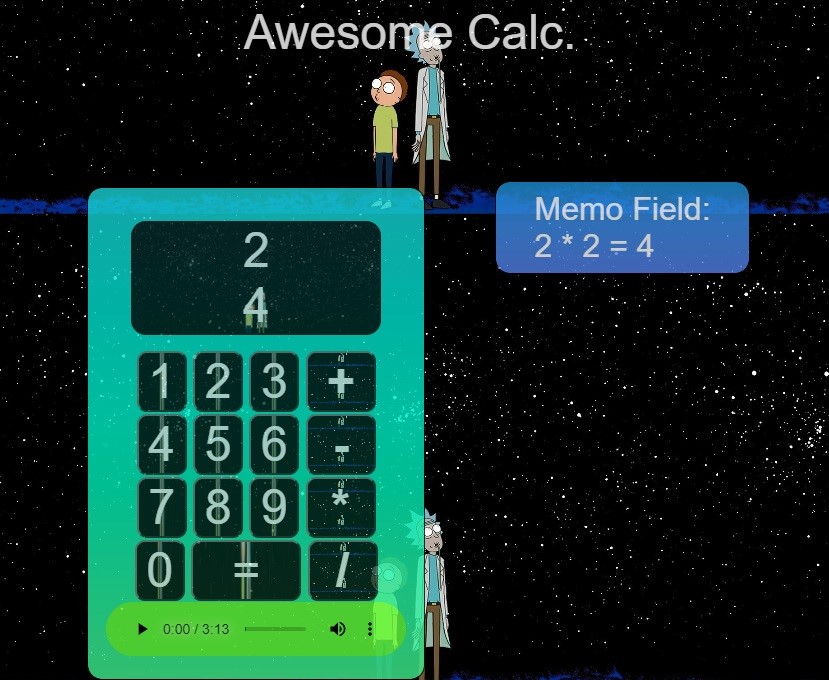 Awesome Calc.
Memo Field:
2 * 2 = 4
2
4
1 2 3 +
4 5 6 -
7 8 9 *
0 = /
0:00 / 3:13